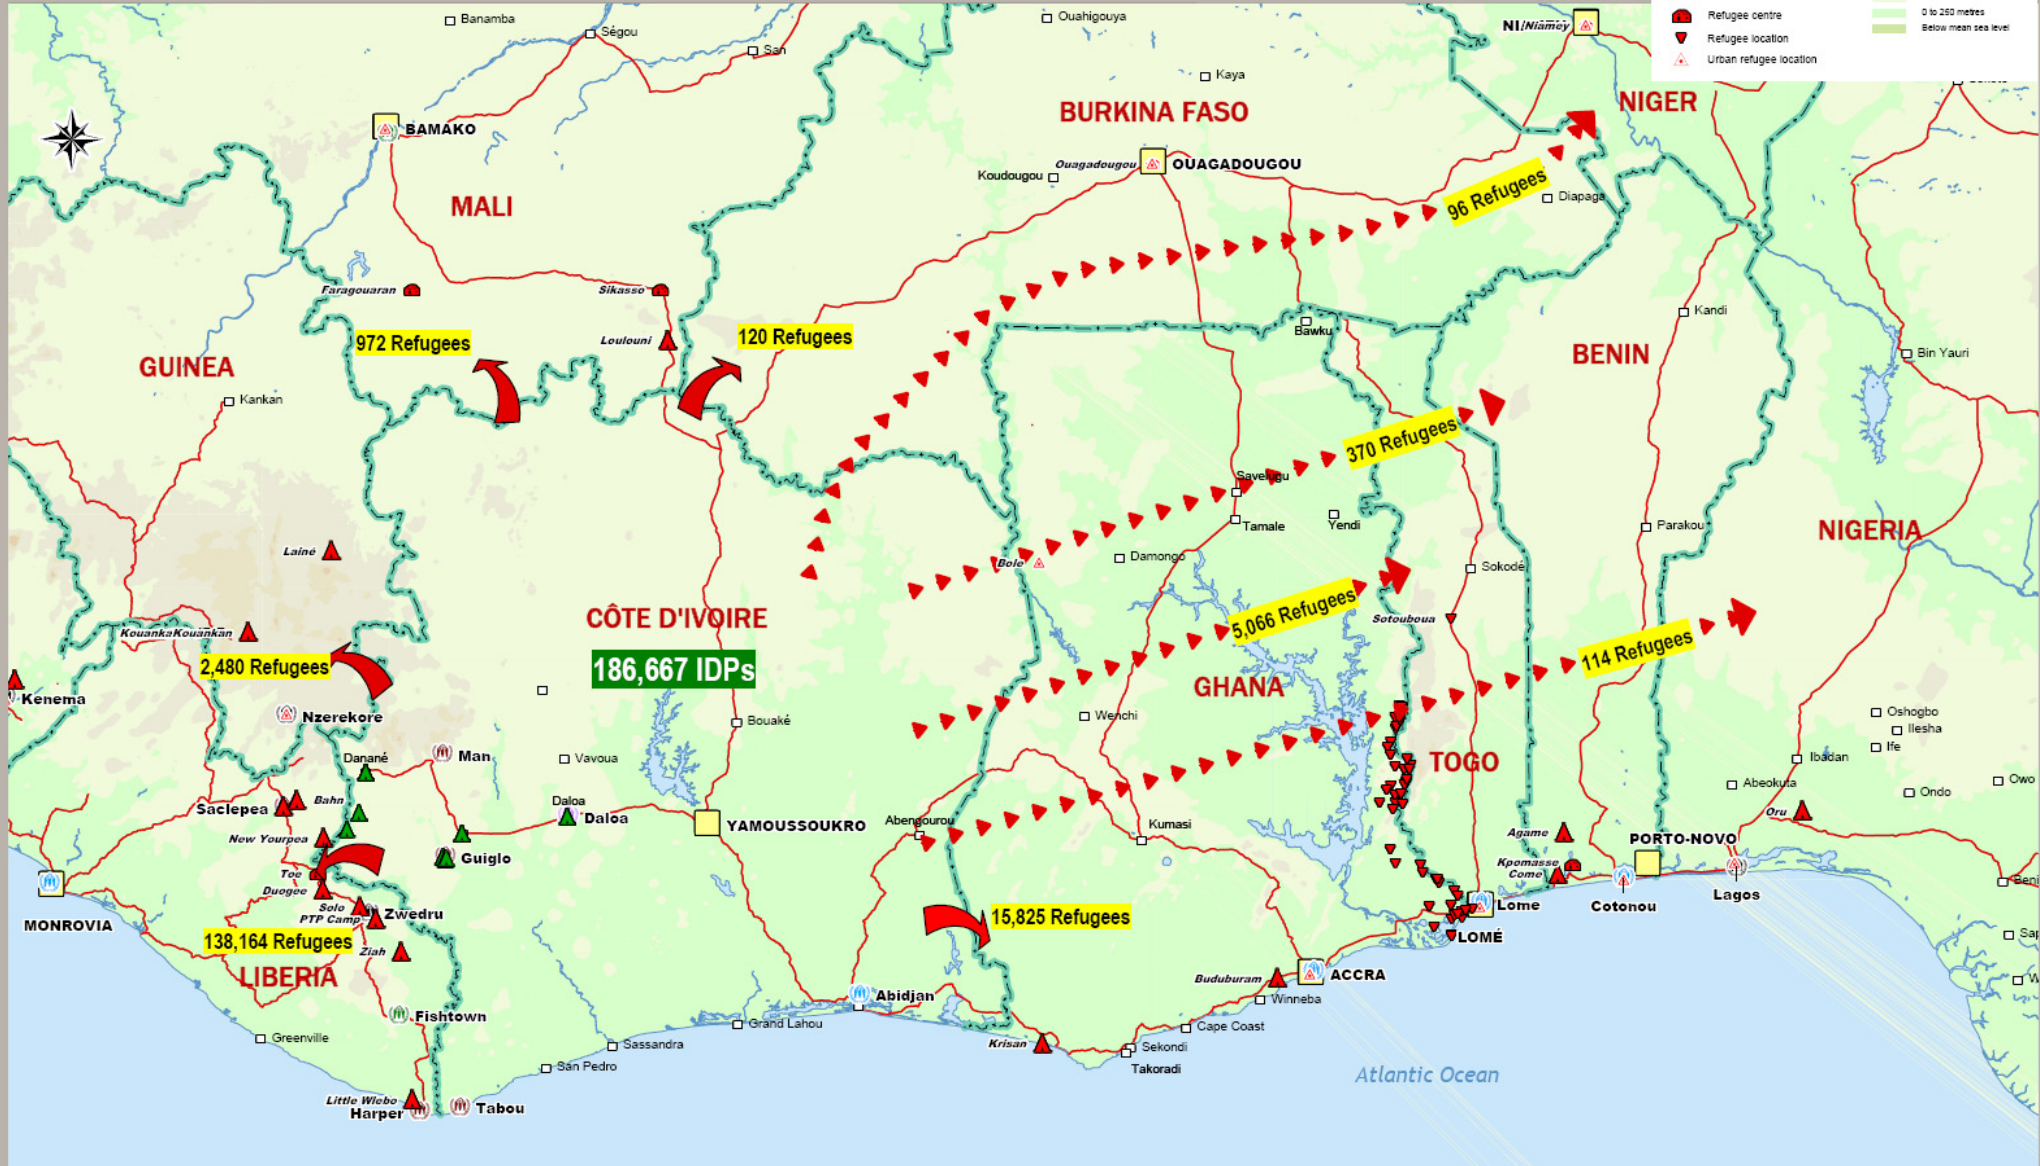 Refugee centre
Refugee location
Urban refugee location
0 to 250 metres
Below mean sea level
Banamba
Ségou
San
Ouahigouya
Kaya
Niamey
NIGER
BURKINA FASO
BAMAKO
Ouagadougou
OUAGADOUGOU
Koudougou
96 Refugees
Diapaga
MALI
Faragouaran
Sikasso
972 Refugees
Loulouni
120 Refugees
Bawku
Kandi
Bin Yauri
GUINEA
BENIN
Kankan
370 Refugees
Savelugu
Tamale
Yendi
Parakou
NIGERIA
Lainé
Bole
Damongo
Sokodé
CÔTE D'IVOIRE
186,667 IDPs
KouankaKouankan
5,066 Refugees
Sotouboua
114 Refugees
2,480 Refugees
Kenema
GHANA
Nzerekore
Bouaké
Wenchi
Oshogbo
Ilesha
Ife
Danané
Man
Vavoua
TOGO
Ibadan
Abeokuta
Ondo
Owo
Saclepea
Bahn
Daloa
Daloa
YAMOUSSOUKRO
Abengourou
Kumasi
Oru
New Yourpea
Guiglo
Agame
PORTO-NOVO
Toe
Duogee
Kpomasse
Come
Lagos
Beni
Solo
PTP Camp
Zwedru
MONROVIA
15,825 Refugees
Lome
Cotonou
LOMÉ
138,164 Refugees
Ziah
Sap
LIBERIA
Buduburam
ACCRA
Winneba
Abidjan
Fishtown
Grand Lahou
Cape Coast
Greenville
Sassandra
Krisan
Sekondi
Takoradi
San Pedro
Atlantic Ocean
Little Wlebo
Harper
Tabou